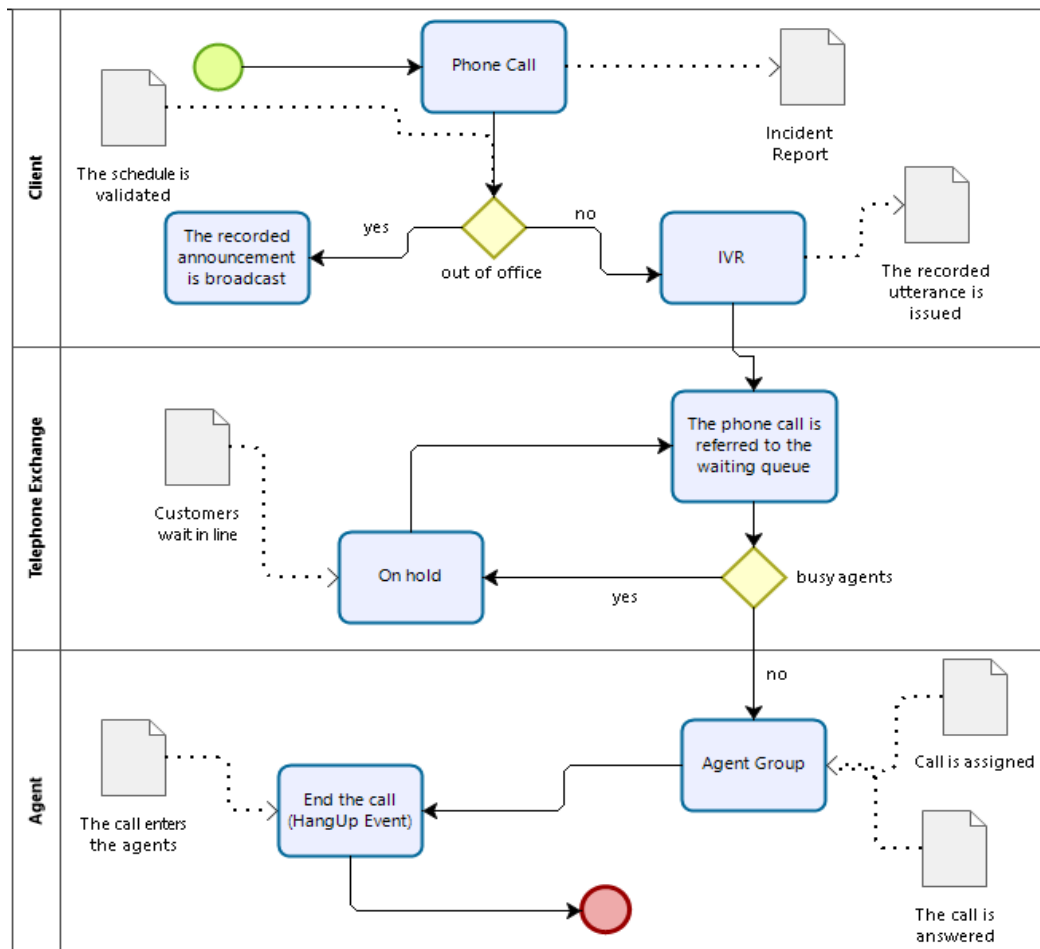 Client
Phone Call
Incident
Report
The schedule is
validated
yes
no
out of office
The recorded
announcement
is broadcast
IVR
The recorded
utterance is
issued
Telephone Exchange
The phone call is
referred to the
waiting queue
Customers
wait in line
On hold
yes
busy agents
Agent
no
Call is assigned
Agent Group
End the call
(HangUp Event)
The call enters
the agents
The call is
answered